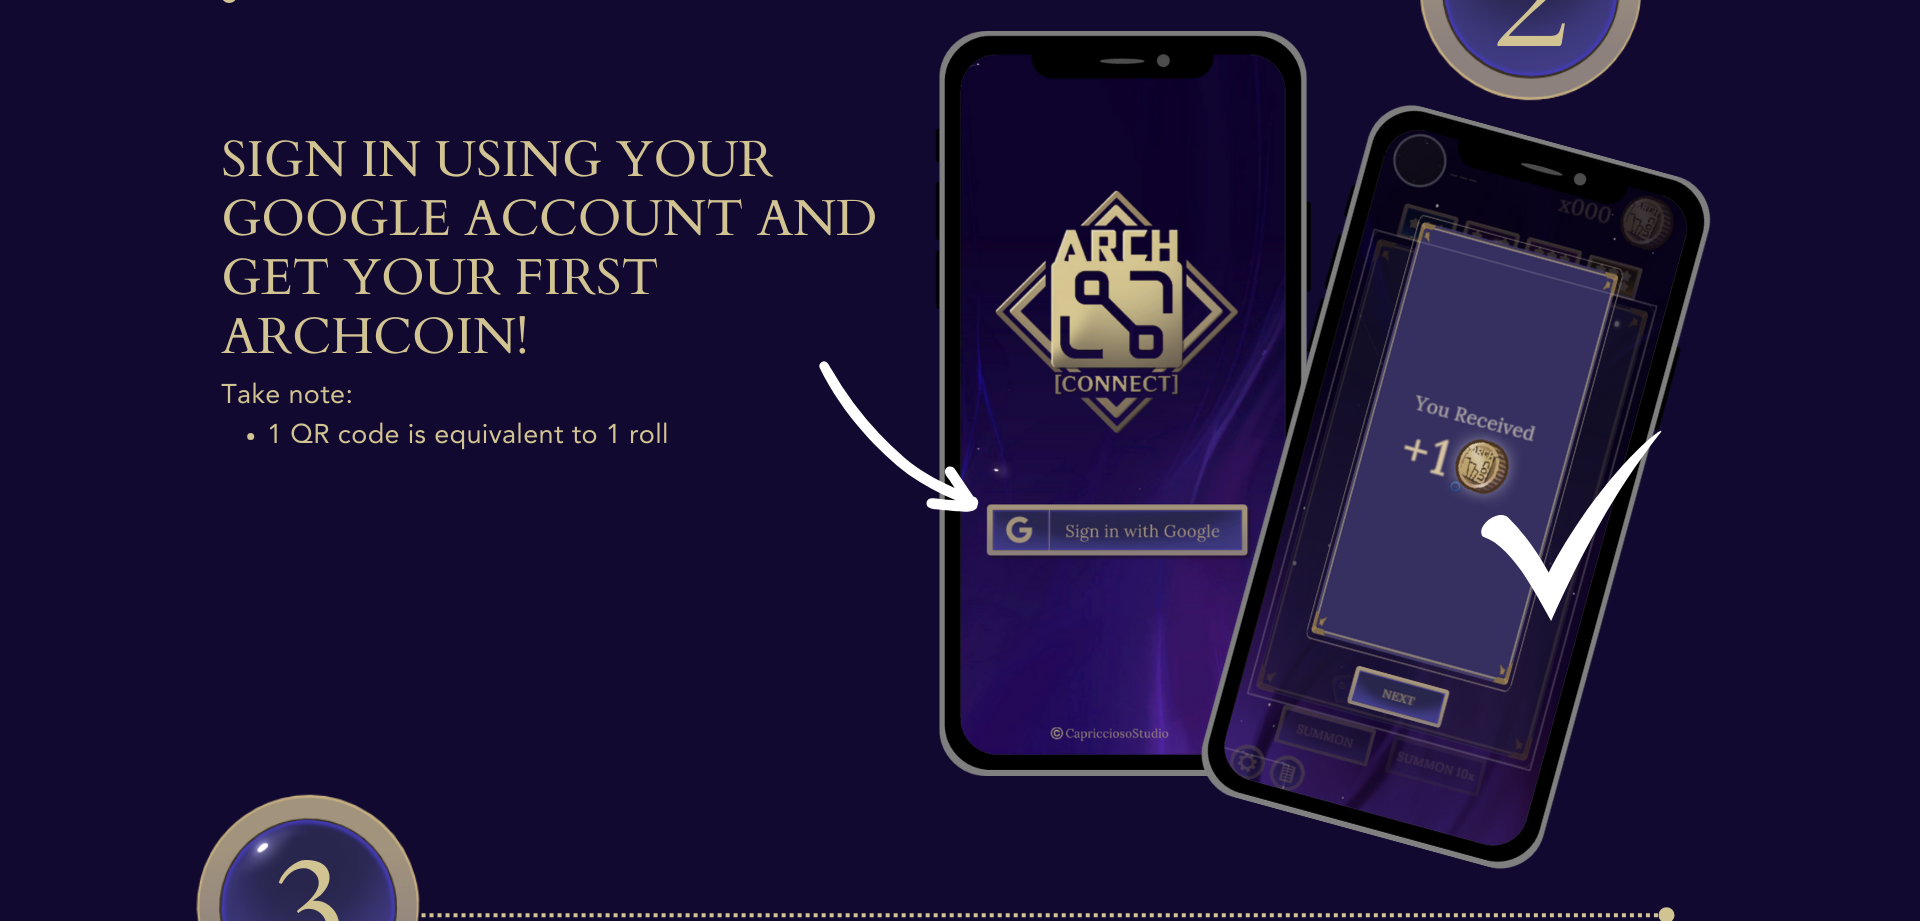 2
SIGN IN USING YOUR
GOOGLE ACCOUNT AND
GET YOUR FIRST
ARCHCOIN!
Take note:
• 1 QR code is equivalent to 1 roll
ARCH
[CONNECT]
G Sign in with Google
©CapricciosoStudio
x000
You Received
+1
ARCH
COIN
NEXT
SUMMON
SUMMON 10x
3